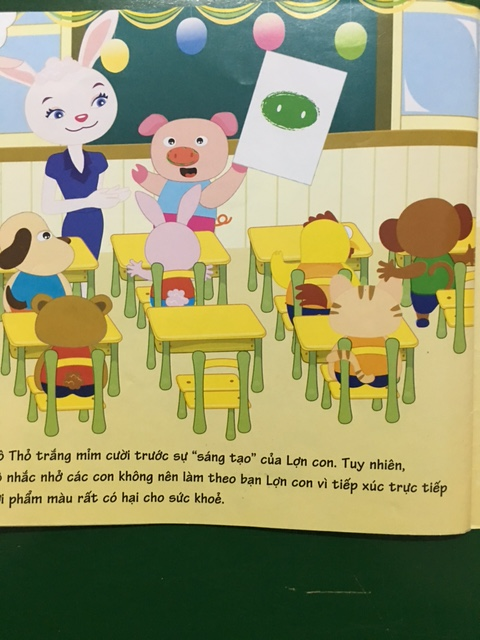 Thỏ trắng mỉm cười trước sự "sáng tạo" của Lợn con. Tuy nhiên,
nhắc nhở các con không nên làm theo bạn Lợn con vì tiếp xúc trực tiếp
phẩm màu rất có hại cho sức khoẻ.